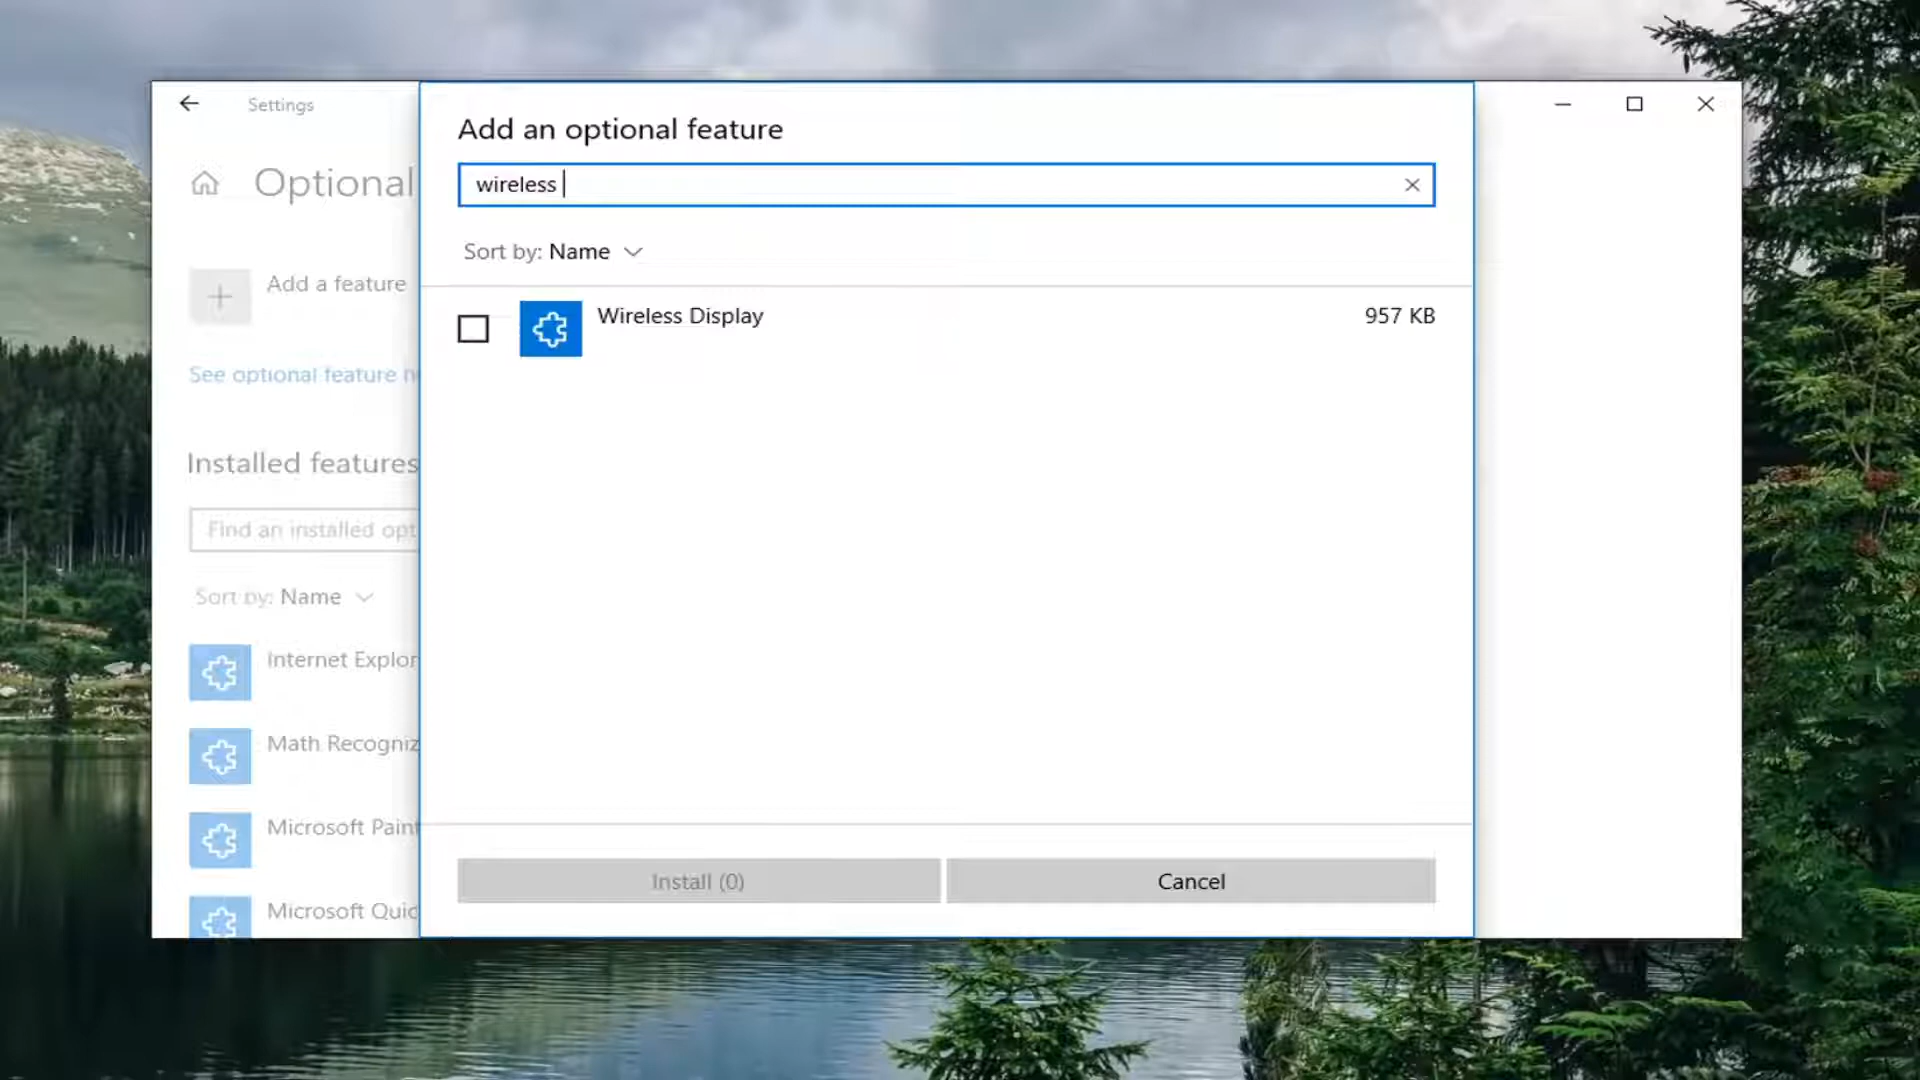 Settings
Optional
Add a feature
See optional feature
Installed features
Find an installed opt
Sort by: Name
Internet Explor
Math Recogniz
Microsoft Paint
Microsoft Quic
Add an optional feature
wireless
Sort by: Name
Wireless Display
957 KB
Install (0)
Cancel